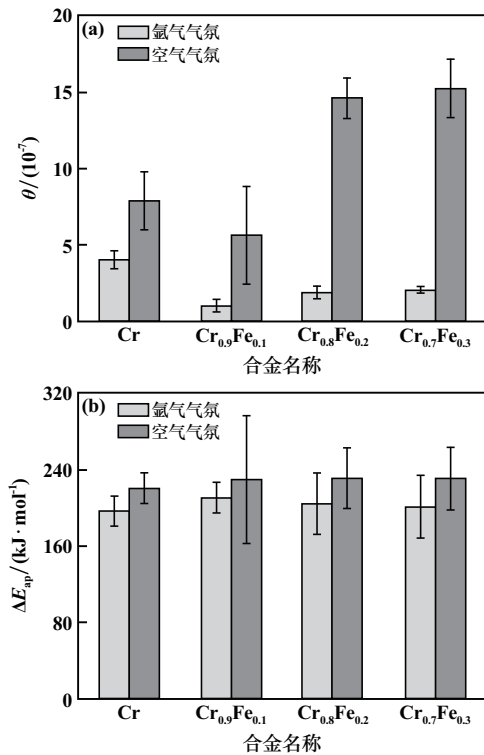 (a)
氩气气氛
空气气氛
20
15
10
5
0
θ/(10⁻⁷)
Cr Cr₀.₉Fe₀.₁ Cr₀.₈Fe₀.₂ Cr₀.₇Fe₀.₃
合金名称
(b)
氩气气氛
空气气氛
320
240
160
80
0
ΔEₐₚ/(kJ·mol⁻¹)
Cr Cr₀.₉Fe₀.₁ Cr₀.₈Fe₀.₂ Cr₀.₇Fe₀.₃
合金名称